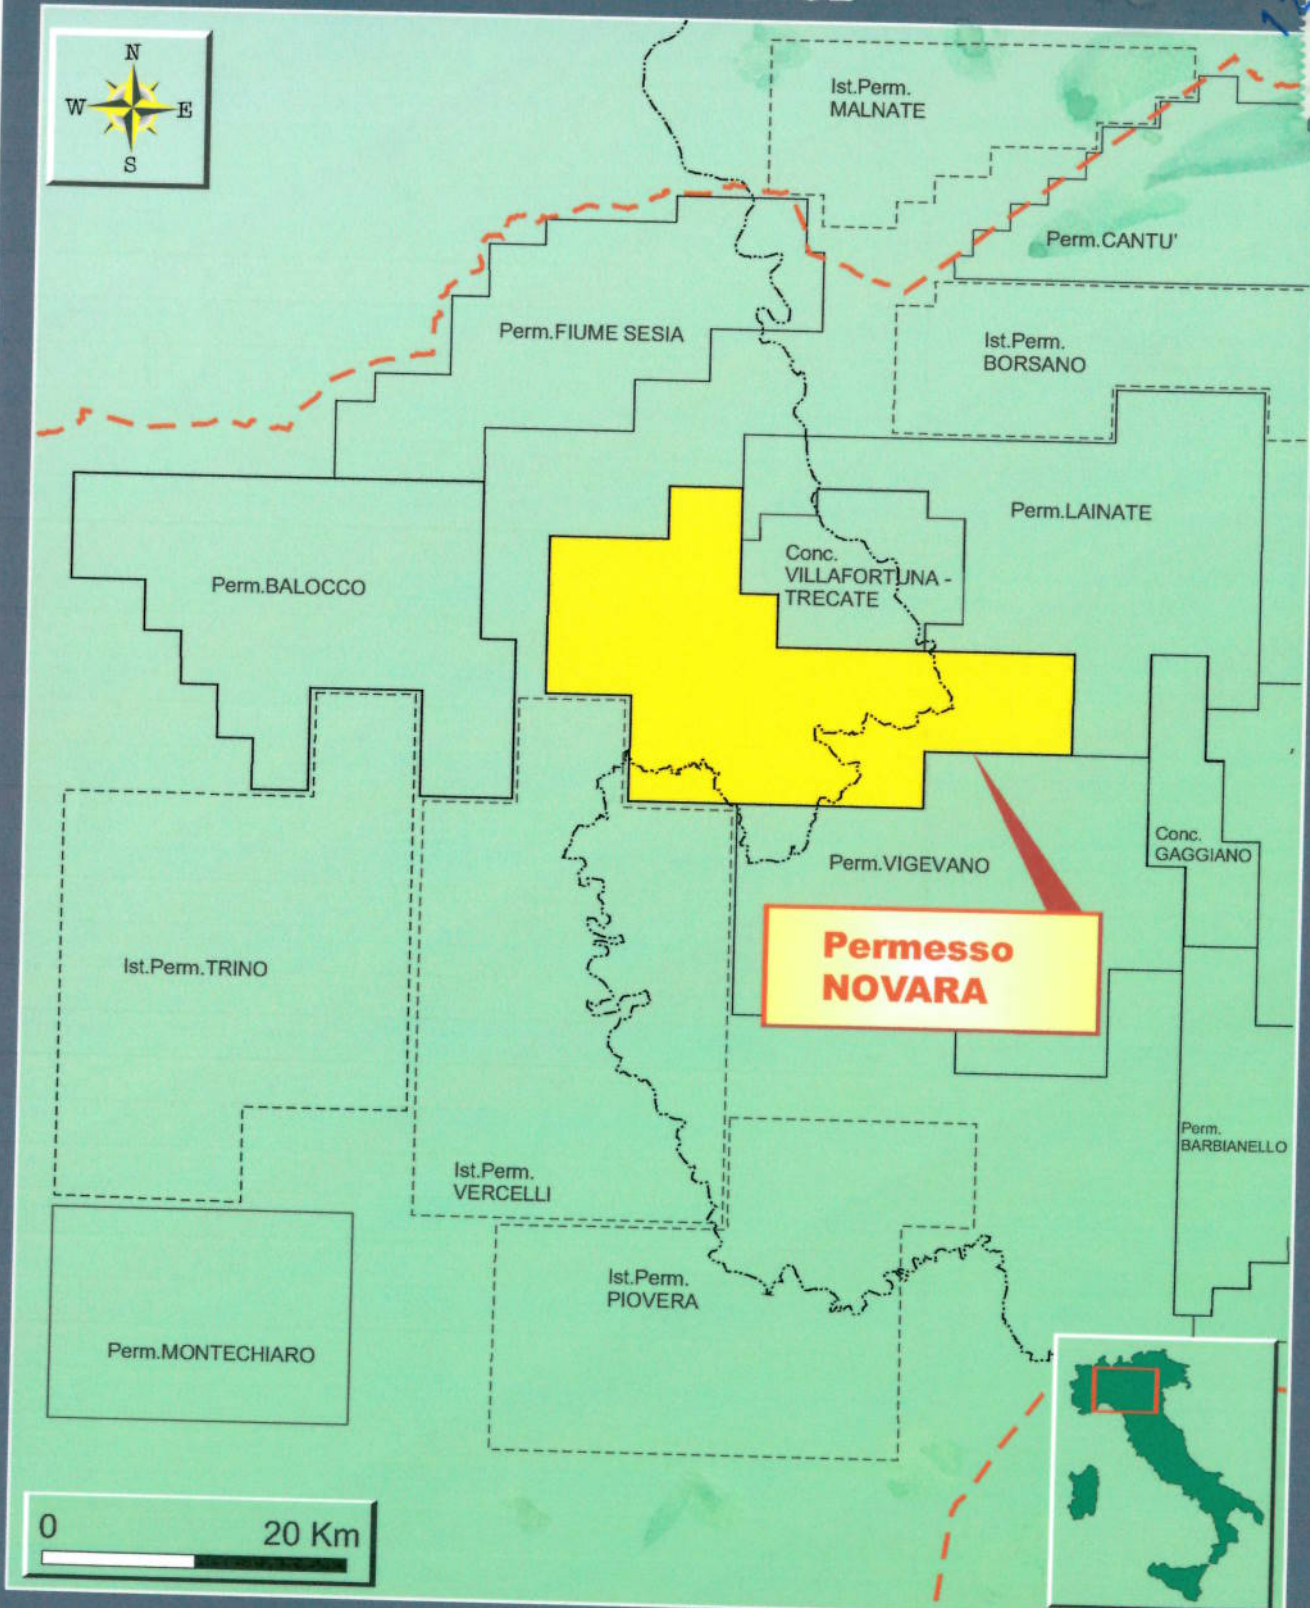 N
W E
S
Ist.Perm.
MALNATE
Perm.CANTU'
Perm.FIUME SESIA
Ist.Perm.
BORSANO
Perm.LAINATE
Conc.
VILLAFORTUNA -
TRECATE
Perm.BALOCCO
Conc.
GAGGIANO
Perm.VIGEVANO
Permesso
NOVARA
Ist.Perm.TRINO
Perm.
BARBIANELLO
Ist.Perm.
VERCELLI
Ist.Perm.
PIOVERA
Perm.MONTECHIARO
0 20 Km